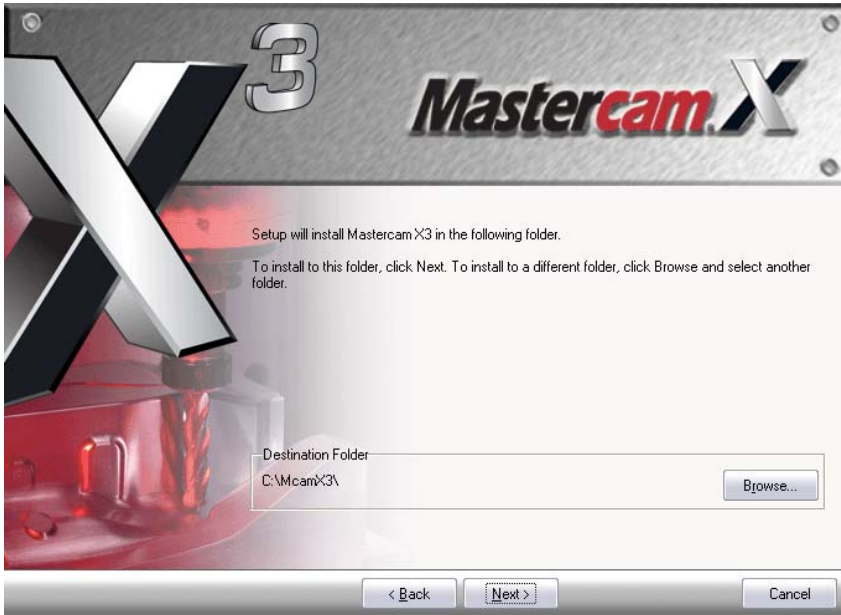 X3
Mastercam X
Setup will install Mastercam X3 in the following folder.
To install to this folder, click Next. To install to a different folder, click Browse and select another
folder.
Destination Folder
C:\McamX3\
Browse...
< Back
Next >
Cancel